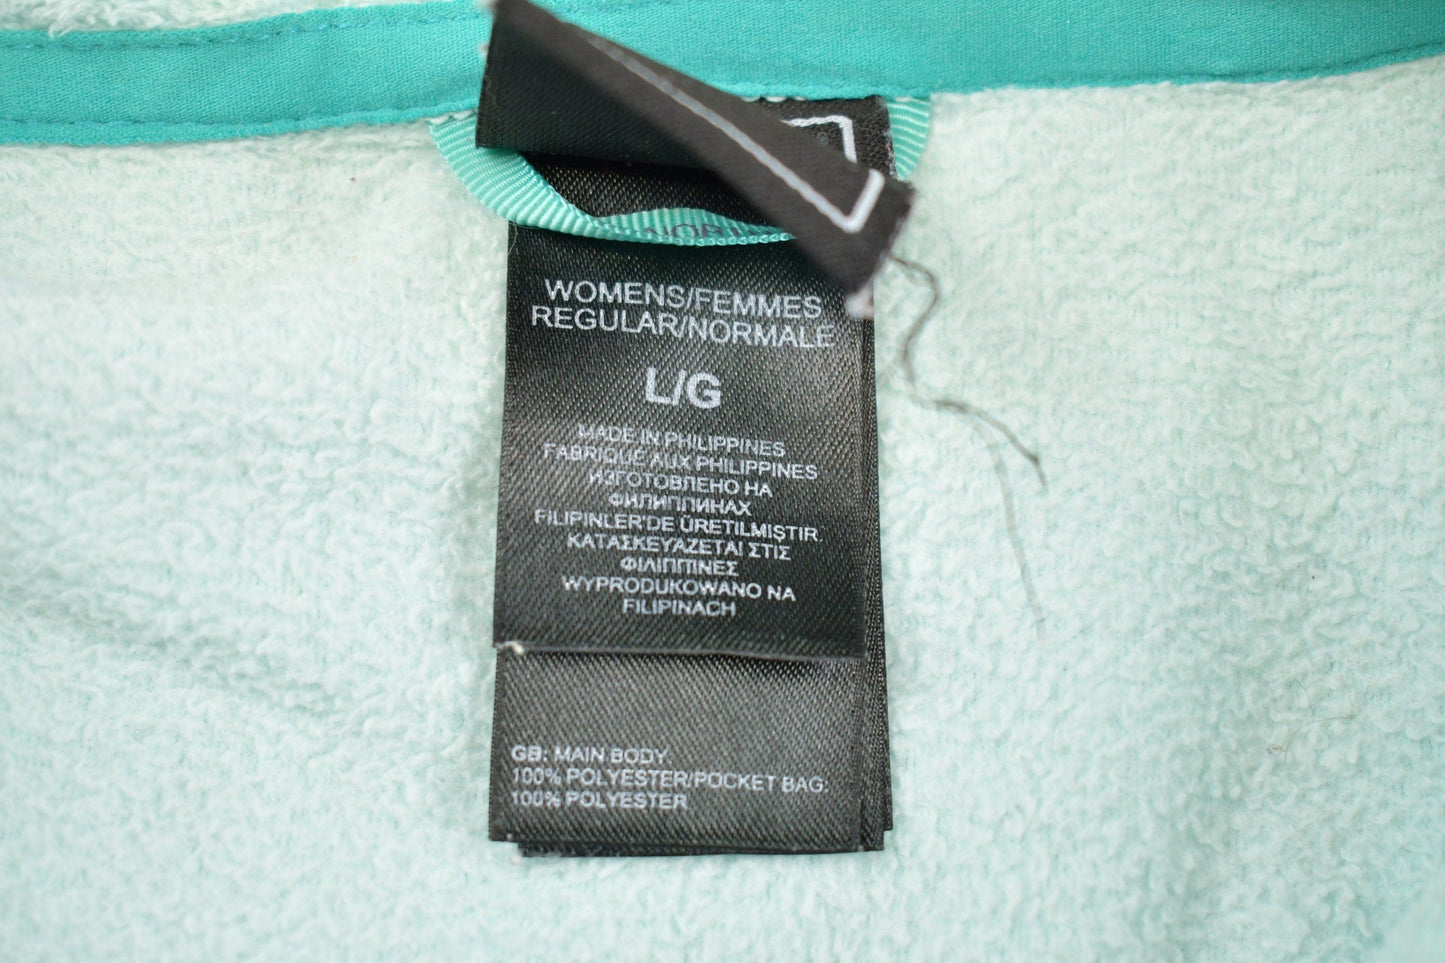 WOMENS/FEMMES
REGULAR/NORMALE
L/G
MADE IN PHILIPPINES
FABRIQUÉ AUX PHILIPPINES
ИЗГОТОВЛЕНО НА
ФИЛИППИНАХ
FILIPINLER'DE ÜRETILMIŞTIR
ΚΑΤΑΣΚΕΥΑΖΕΤΑΙ ΣΤΙΣ
ΦΙΛΙΠΠΙΝΕΣ
WYPRODUKOWANO NA
FILIPINACH
GB: MAIN BODY:
100% POLYESTER/POCKET BAG:
100% POLYESTER